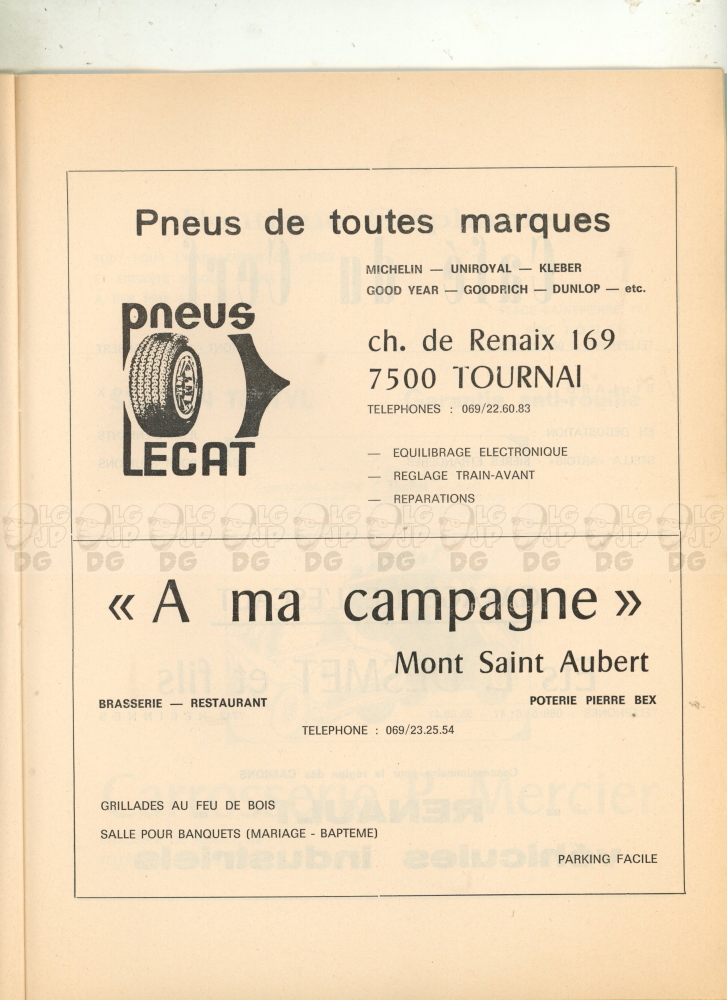 Pneus de toutes marques
MICHELIN — UNIROYAL — KLEBER
GOOD YEAR — GOODRICH — DUNLOP — etc.
pneus
LECAT
ch. de Renaix 169
7500 TOURNAI
TELEPHONES : 069/22.60.83
— EQUILIBRAGE ELECTRONIQUE
— REGLAGE TRAIN-AVANT
— REPARATIONS
« A ma campagne »
Mont Saint Aubert
BRASSERIE — RESTAURANT
POTERIE PIERRE BEX
TELEPHONE : 069/23.25.54
GRILLADES AU FEU DE BOIS
SALLE POUR BANQUETS (MARIAGE - BAPTEME)
PARKING FACILE